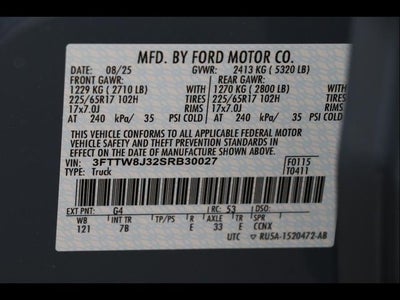 MFD. BY FORD MOTOR CO.
DATE: 08/25 GVWR: 2413 KG ( 5320 LB)
FRONT GAWR: REAR GAWR:
1229 KG ( 2710 LB) WITH 1270 KG ( 2800 LB) WITH
225/65R17 102H TIRES 225/65R17 102H TIRES
17x7.0J RIMS 17x7.0J RIMS
AT 240 kPa/ 35 PSI COLD AT 240 kPa/ 35 PSI COLD
THIS VEHICLE CONFORMS TO ALL APPLICABLE FEDERAL MOTOR
VEHICLE SAFETY AND THEFT PREVENTION STANDARDS IN
EFFECT ON THE DATE OF MANUFACTURE SHOWN ABOVE.
VIN: 3FTTW8J32SRB30027 F0115
TYPE: Truck T0411
EXT PNT: G4 RC: 53 DSO:
WB INT TR TP/PS R AXLE TR SPR
121 7B E 33 E CCNX
UTC RU5A-1520472-AB